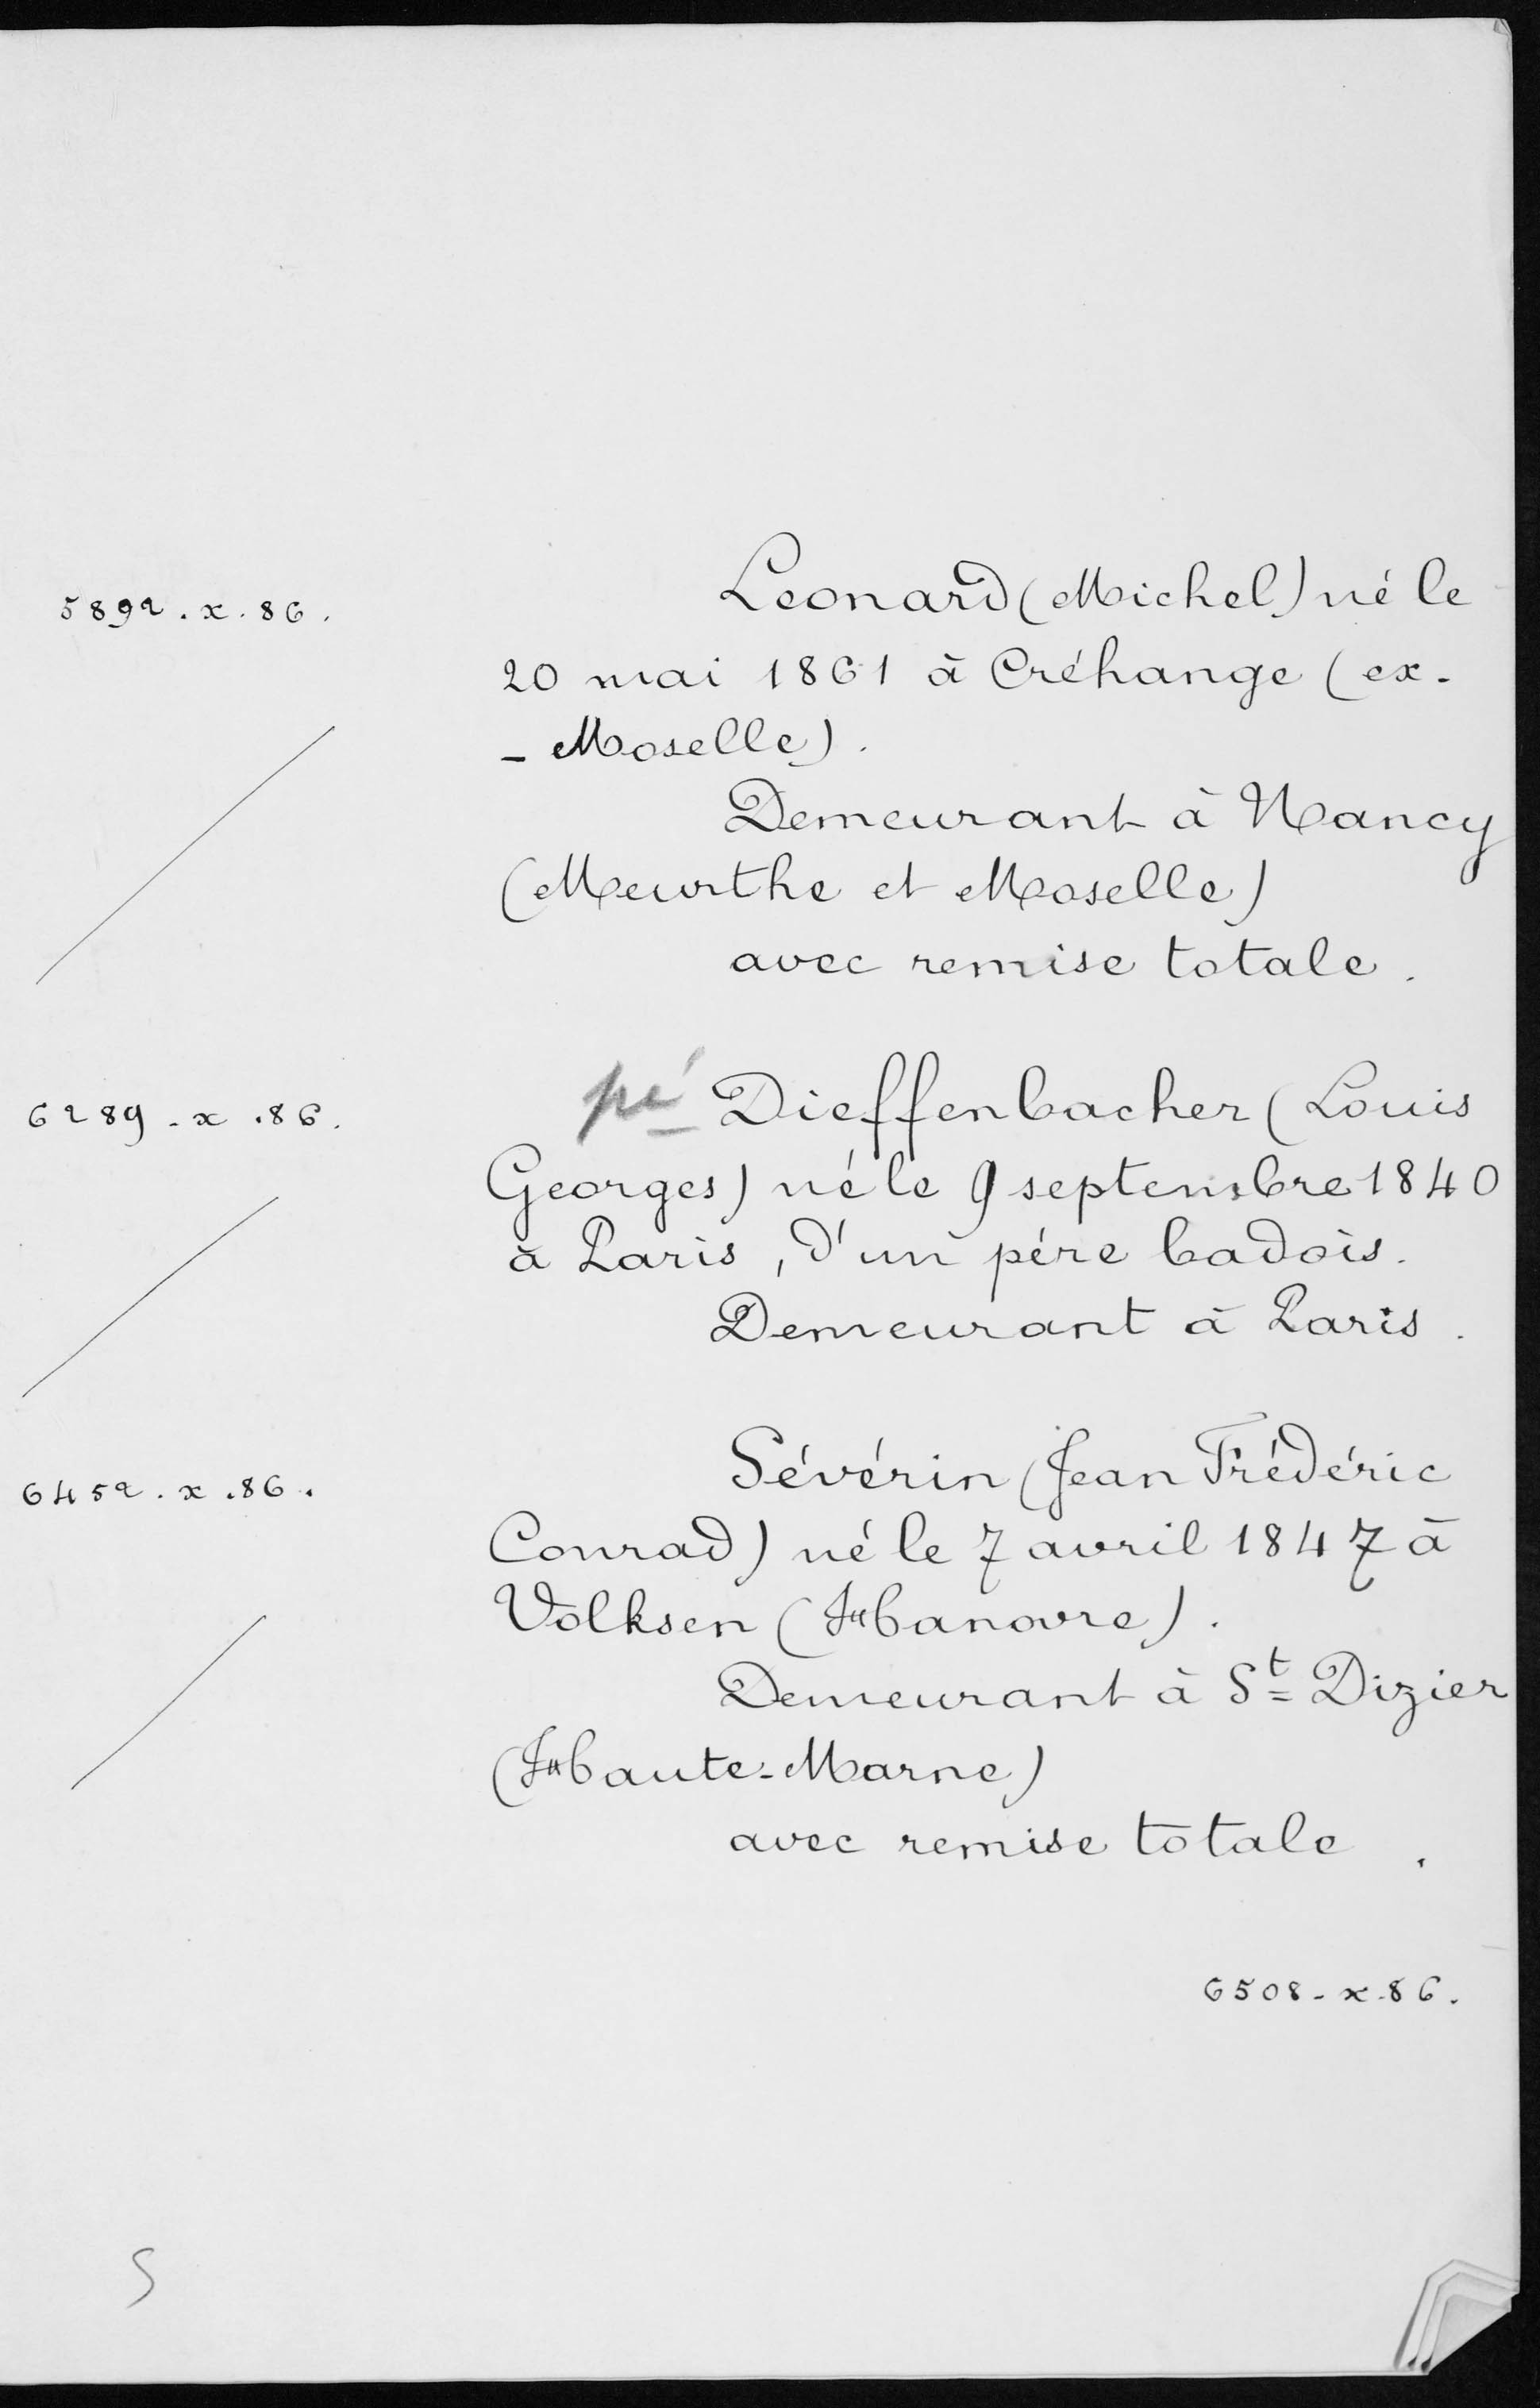 5892.x.86.
Leonard (Michel) né le
20 mai 1861 à Créhange (ex-
- Moselle).
Demeurant à Nancy
(Meurthe et Moselle)
avec remise totale.
6289.x.86.
pé Dieffenbacher (Louis
Georges) né le 9 septembre 1840
à Paris, d'un père badois.
Demeurant à Paris.
6452.x.86.
Sévérin (Jean Frédéric
Conrad) né le 7 avril 1847 à
Volksen (Hanovre).
Demeurant à St Dizier
(Haute-Marne)
avec remise totale.
6508-x-86.
5